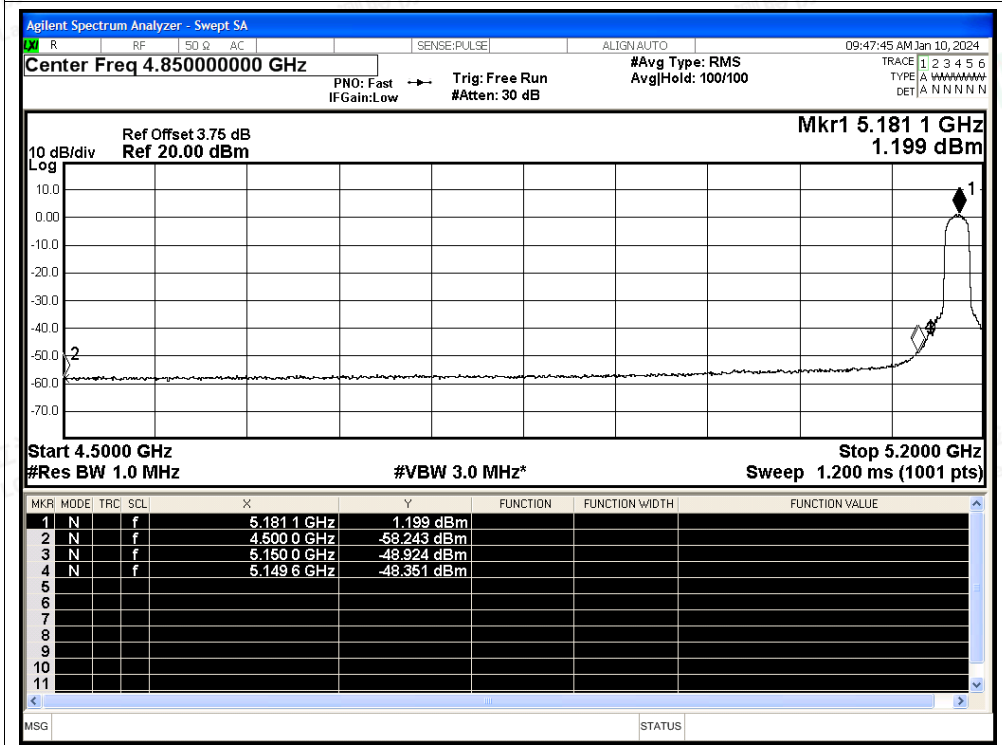 Agilent Spectrum Analyzer - Swept SA
LXI R RF 50 Ω AC SENSE:PULSE ALIGN AUTO 09:47:45 AM Jan 10, 2024
Center Freq 4.850000000 GHz
PNO: Fast
IFGain:Low
Trig: Free Run
#Atten: 30 dB
#Avg Type: RMS
Avg|Hold: 100/100
TRACE 1 2 3 4 5 6
TYPE A WWWWW
DET A N N N N N
Mkr1 5.181 1 GHz
1.199 dBm
Ref Offset 3.75 dB
10 dB/div Ref 20.00 dBm
Log
10.0
0.00
-10.0
-20.0
-30.0
-40.0
-50.0
-60.0
-70.0
1
2
Start 4.5000 GHz Stop 5.2000 GHz
#Res BW 1.0 MHz #VBW 3.0 MHz* Sweep 1.200 ms (1001 pts)
MKR MODE TRC SCL X Y FUNCTION FUNCTION WIDTH FUNCTION VALUE
1 N f 5.181 1 GHz 1.199 dBm
2 N f 4.500 0 GHz -58.243 dBm
3 N f 5.150 0 GHz -48.924 dBm
4 N f 5.149 6 GHz -48.351 dBm
5
6
7
8
9
10
11
MSG STATUS